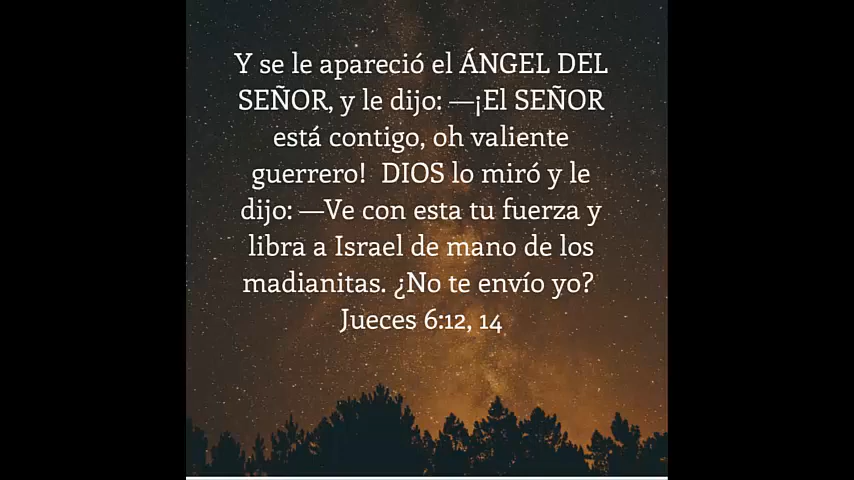 Y se le apareció el ÁNGEL DEL
SEÑOR, y le dijo: —¡El SEÑOR
está contigo, oh valiente
guerrero!  DIOS lo miró y le
dijo: —Ve con esta tu fuerza y
libra a Israel de mano de los
madianitas. ¿No te envío yo?
Jueces 6:12, 14